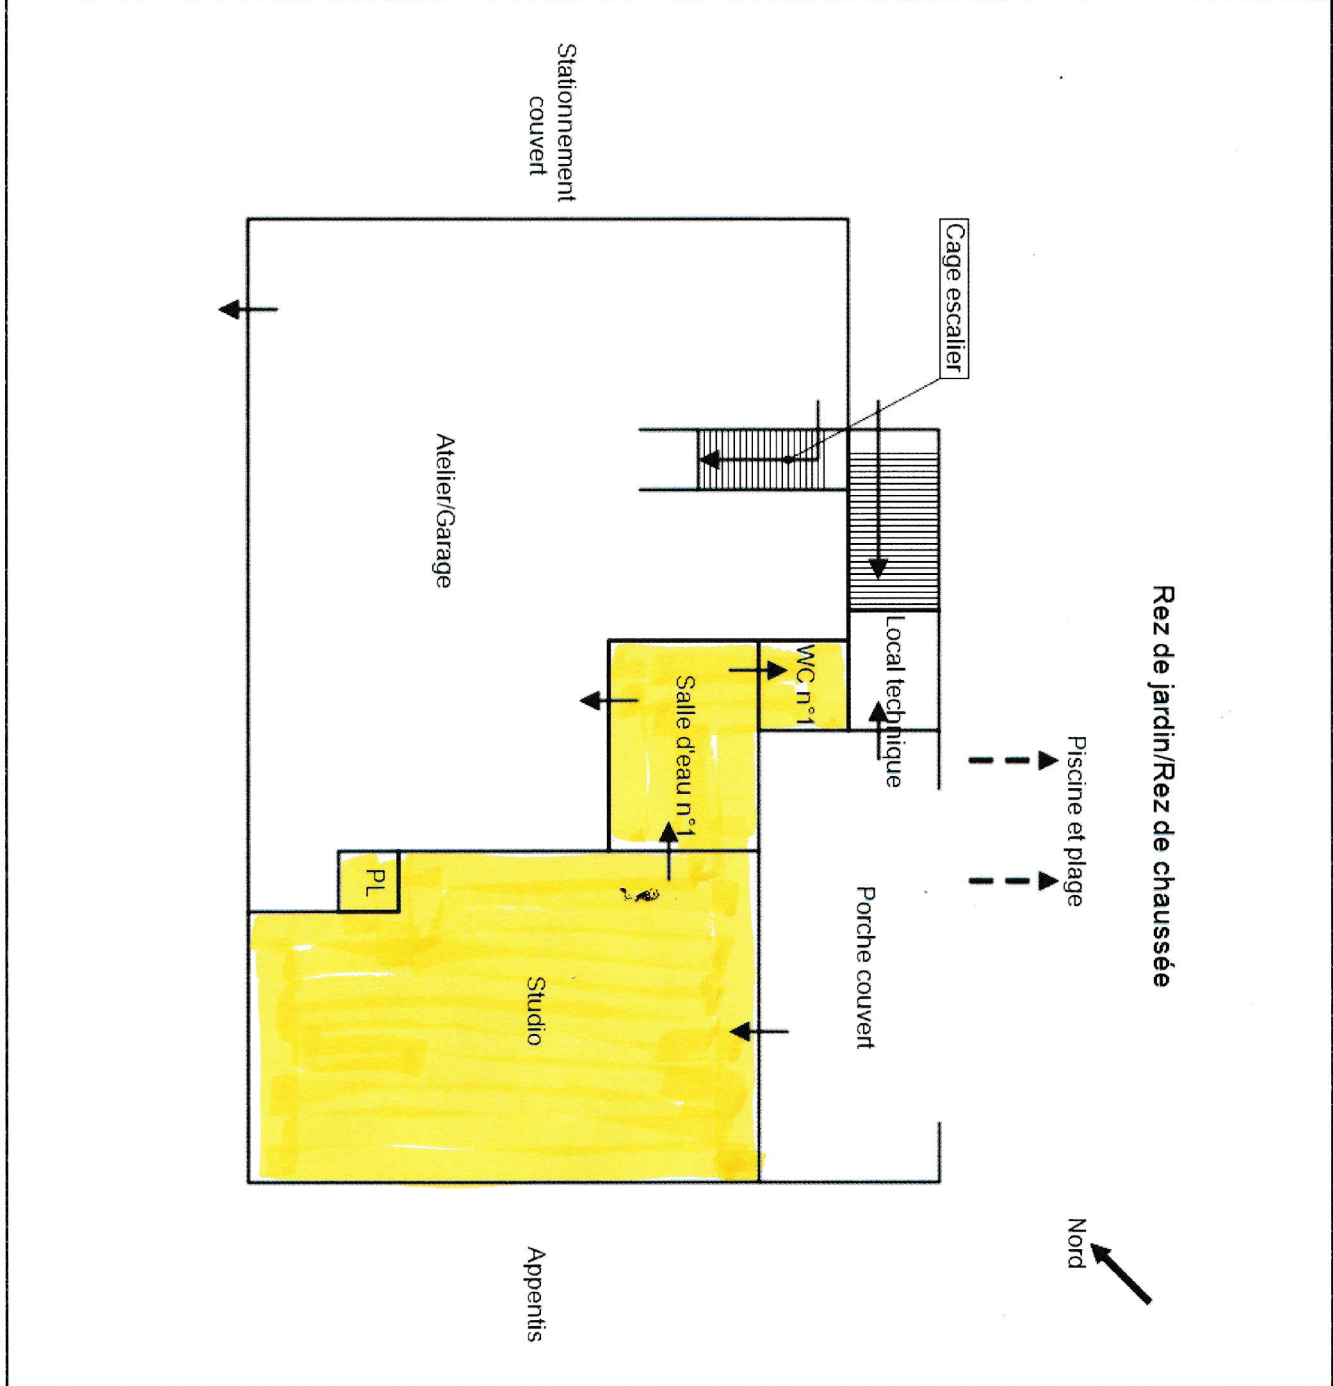 Rez de jardin/Rez de chaussée
Piscine et plage
Nord
Cage escalier
Local technique
Porche couvert
WC n°1
Salle d'eau n°1
Stationnement
couvert
Studio
Appentis
Atelier/Garage
PL